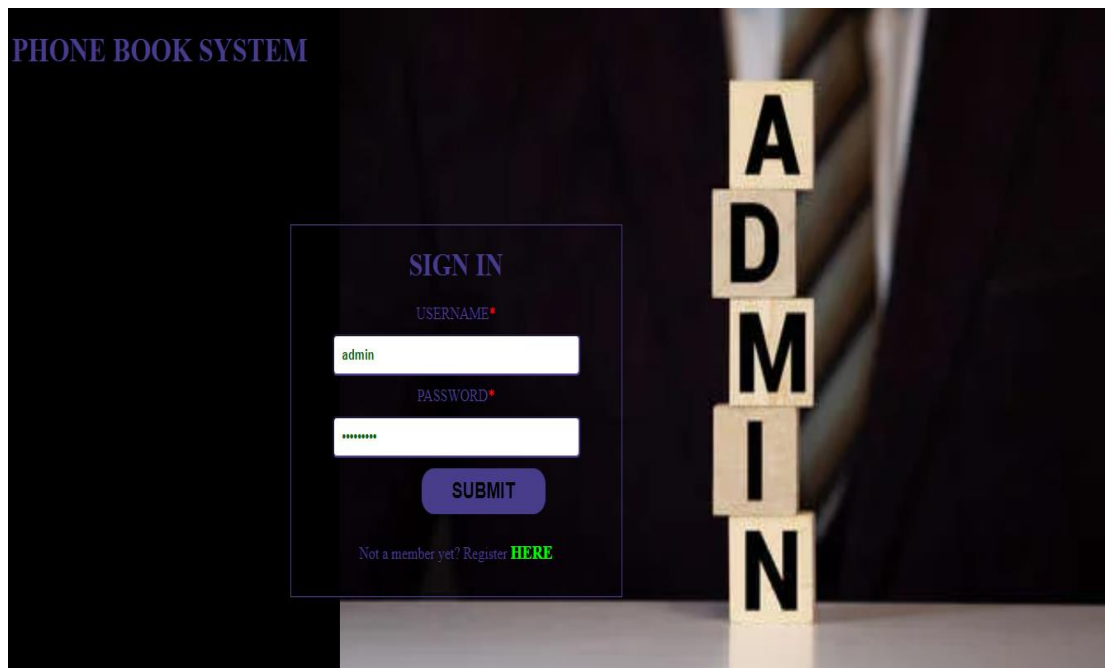 PHONE BOOK SYSTEM
SIGN IN
USERNAME*
admin
PASSWORD*
•••••••••
SUBMIT
Not a member yet? Register HERE
A
D
M
I
N